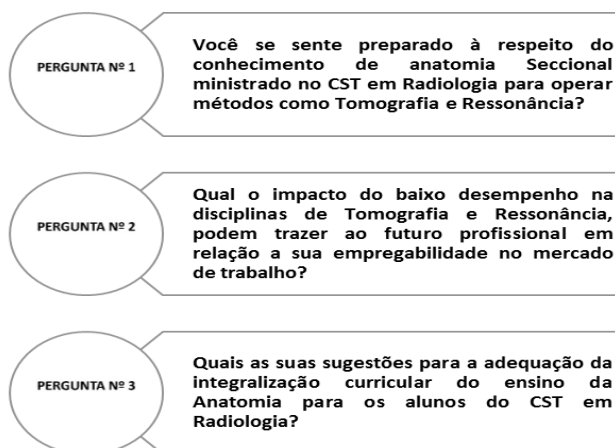 PERGUNTA Nº 1
Você se sente preparado à respeito do
conhecimento de anatomia Seccional
ministrado no CST em Radiologia para operar
métodos como Tomografia e Ressonância?
PERGUNTA Nº 2
Qual o impacto do baixo desempenho na
disciplinas de Tomografia e Ressonância,
podem trazer ao futuro profissional em
relação a sua empregabilidade no mercado
de trabalho?
PERGUNTA Nº 3
Quais as suas sugestões para a adequação da
integralização curricular do ensino da
Anatomia para os alunos do CST em
Radiologia?